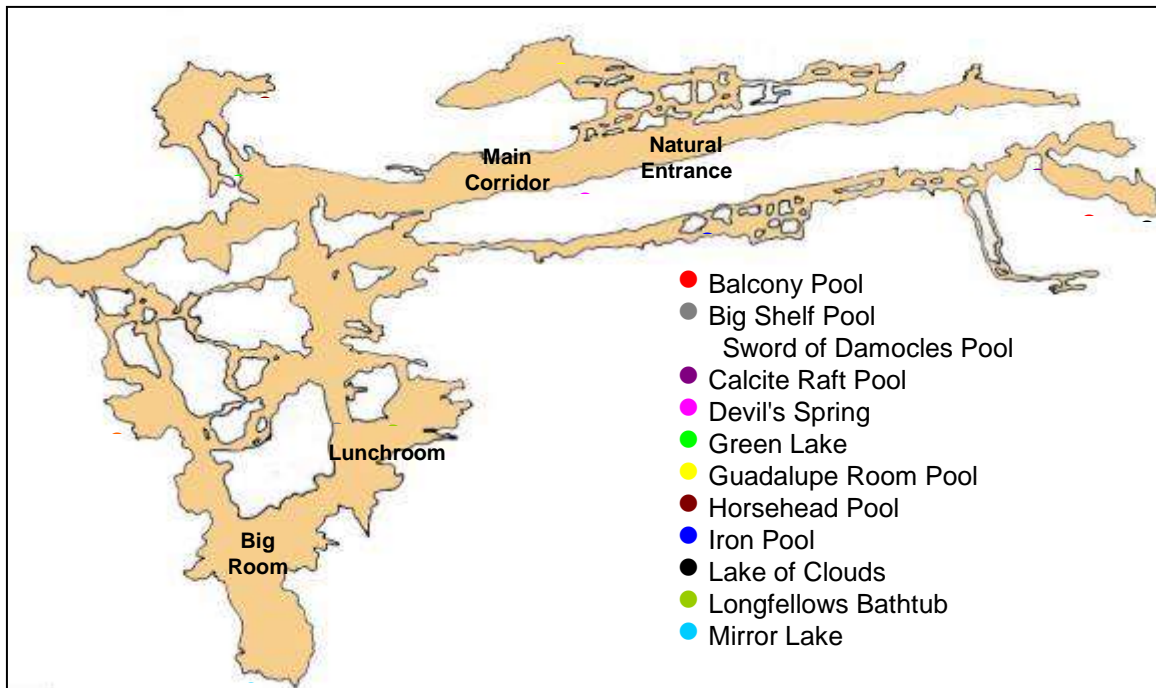 Main
Corridor
Natural
Entrance
Balcony Pool
Big Shelf Pool
Sword of Damocles Pool
Calcite Raft Pool
Devil's Spring
Green Lake
Guadalupe Room Pool
Horsehead Pool
Iron Pool
Lake of Clouds
Longfellows Bathtub
Mirror Lake
Lunchroom
Big
Room